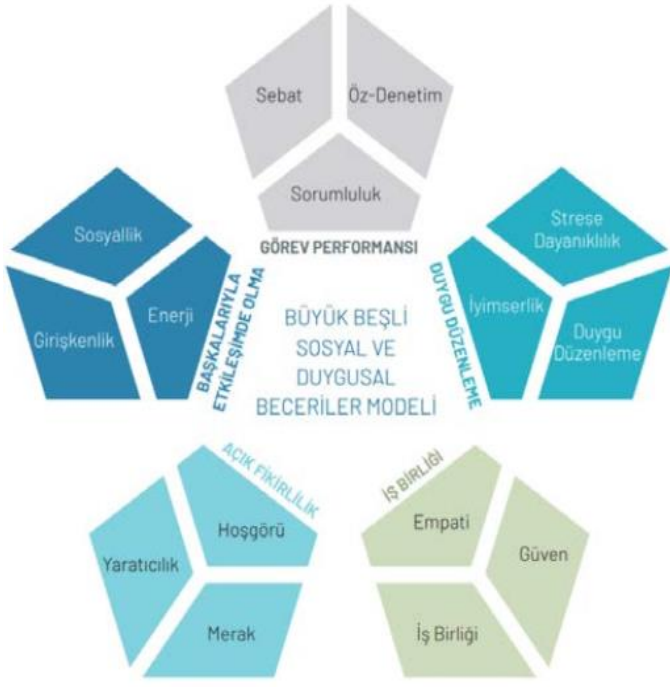 Sebat
Öz-Denetim
Sorumluluk
GÖREV PERFORMANSI
Sosyallik
Girişkenlik
Enerji
BAŞKALARIYLA
ETKİLEŞİMDE OLMA
BÜYÜK BEŞLİ
SOSYAL VE
DUYGUSAL
BECERİLER MODELİ
Strese
Dayanıklılık
İyimserlik
Duygu
Düzenleme
DUYGU DÜZENLEME
AÇIK FİKİRLİLİK
Hoşgörü
Yaratıcılık
Merak
İŞ BİRLİĞİ
Empati
Güven
İş Birliği